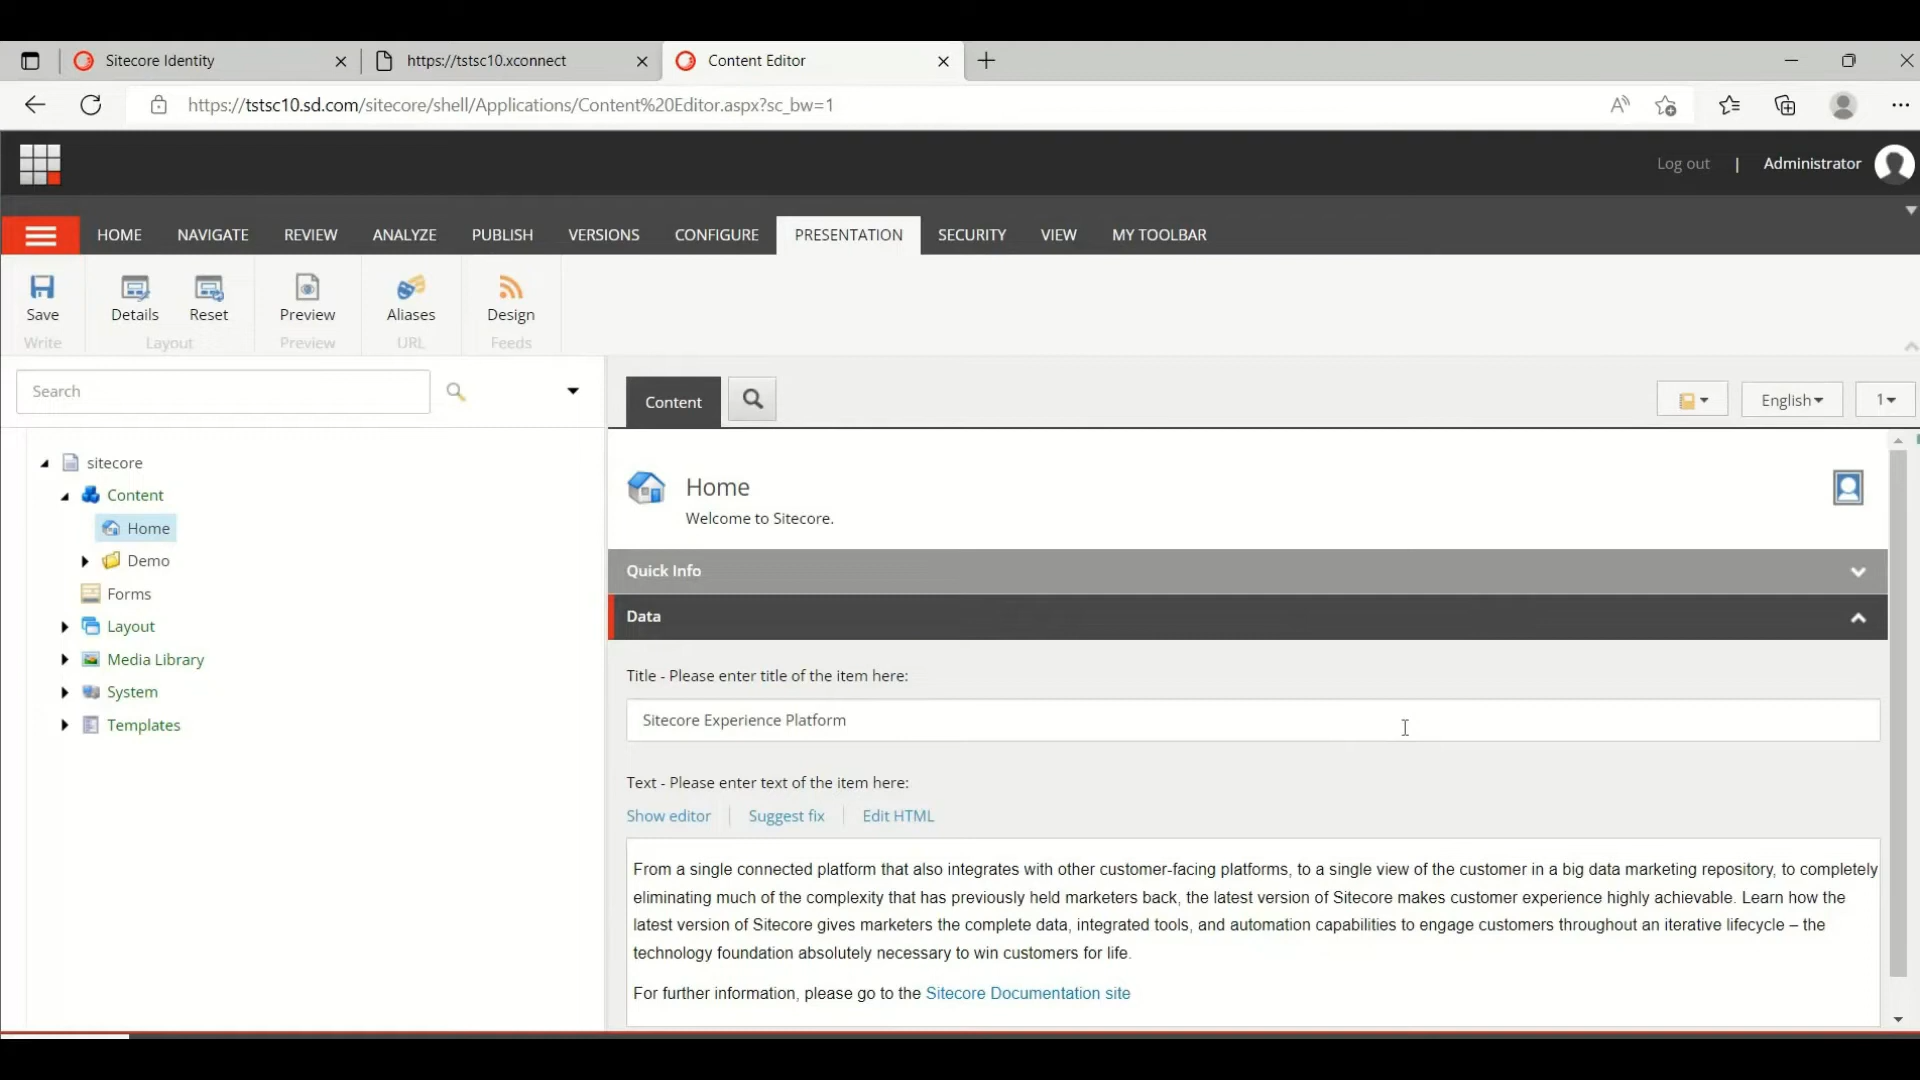 Sitecore Identity
https://tstsc10.xconnect
Content Editor
https://tstsc10.sd.com/sitecore/shell/Applications/Content%20Editor.aspx?sc_bw=1
Log out | Administrator
HOME NAVIGATE REVIEW ANALYZE PUBLISH VERSIONS CONFIGURE PRESENTATION SECURITY VIEW MY TOOLBAR
Save Details Reset Preview Aliases Design
Write Layout Preview URL Feeds
Search
Content
English
1
sitecore
Content
Home
Demo
Forms
Layout
Media Library
System
Templates
Home
Welcome to Sitecore.
Quick Info
Data
Title - Please enter title of the item here:
Sitecore Experience Platform
Text - Please enter text of the item here:
Show editor Suggest fix Edit HTML
From a single connected platform that also integrates with other customer-facing platforms, to a single view of the customer in a big data marketing repository, to completely
eliminating much of the complexity that has previously held marketers back, the latest version of Sitecore makes customer experience highly achievable. Learn how the
latest version of Sitecore gives marketers the complete data, integrated tools, and automation capabilities to engage customers throughout an iterative lifecycle – the
technology foundation absolutely necessary to win customers for life.
For further information, please go to the Sitecore Documentation site